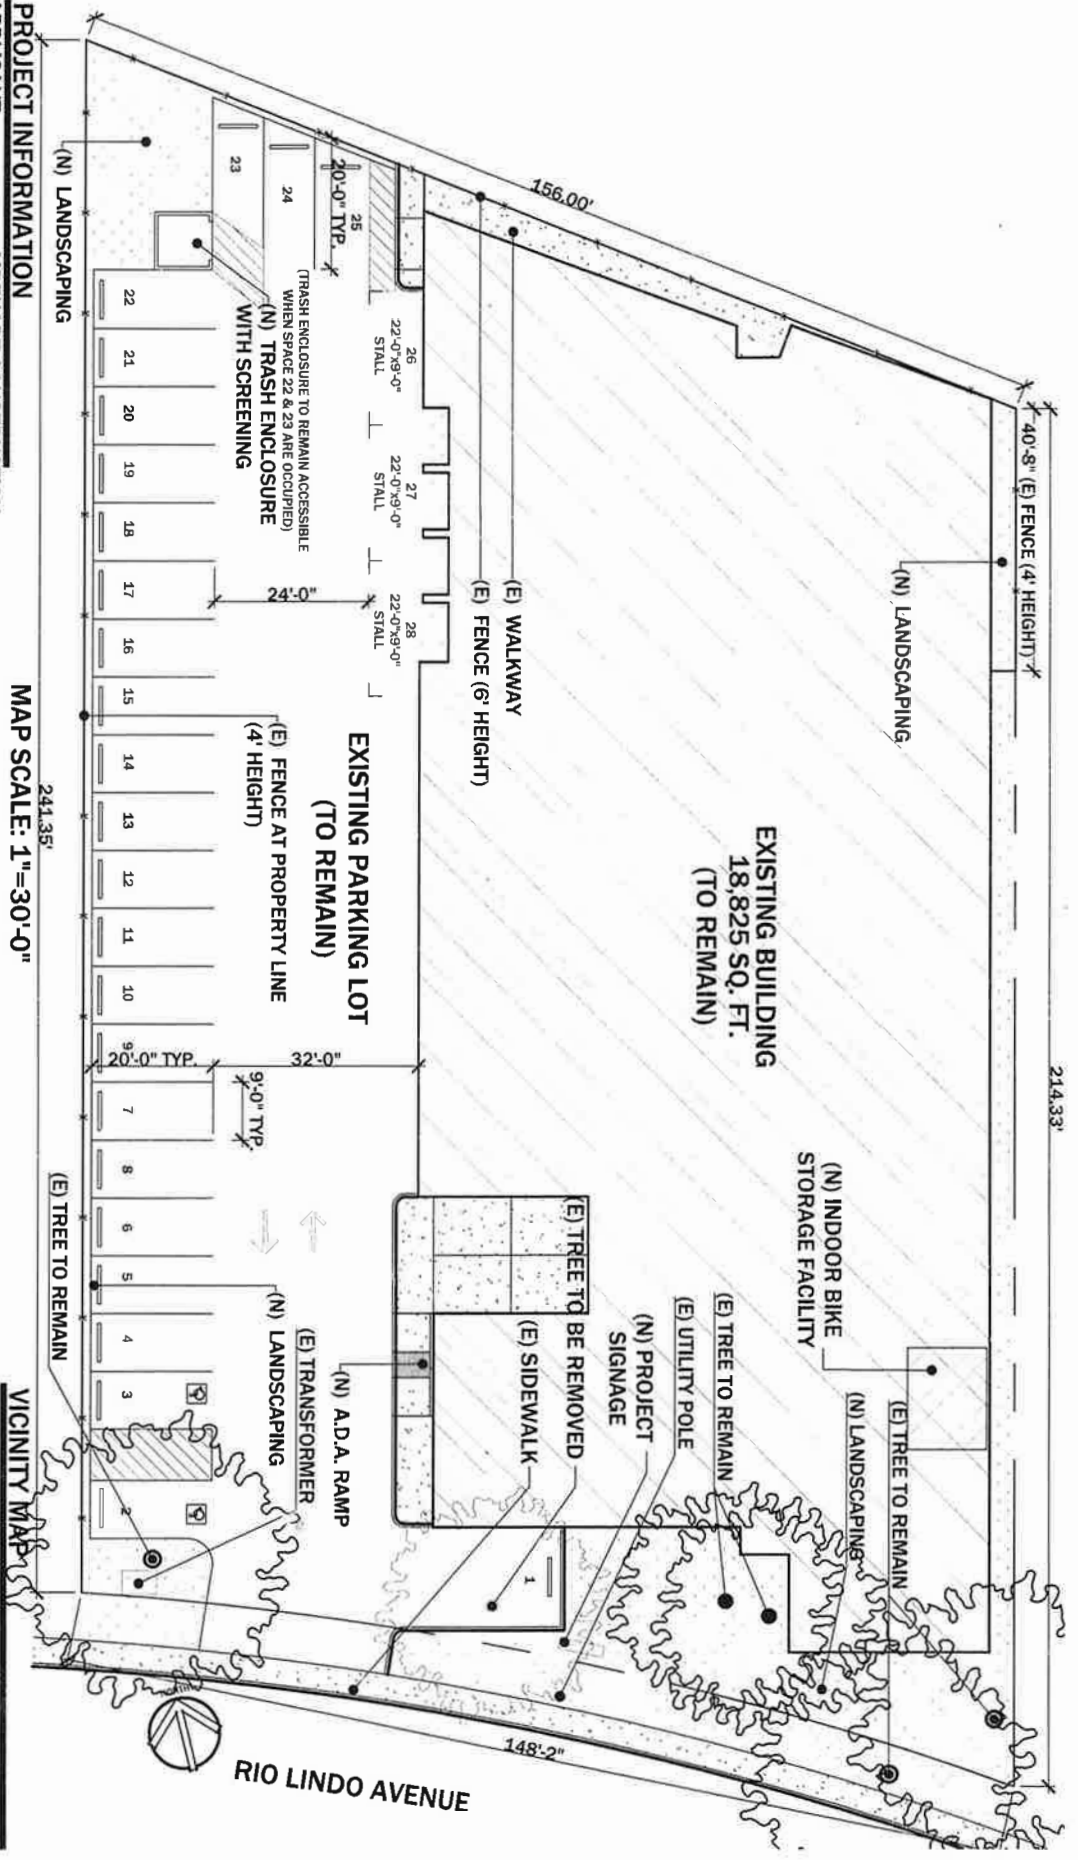 214.33'
40'-8" (E) FENCE (4' HEIGHT)
(N) LANDSCAPING
156.00'
EXISTING BUILDING
18,825 SQ. FT.
(TO REMAIN)
(N) INDOOR BIKE
STORAGE FACILITY
(E) TREE TO REMAIN
(N) LANDSCAPING
(E) TREE TO REMAIN
(E) UTILITY POLE
(N) PROJECT
SIGNAGE
(E) TREE TO BE REMOVED
(E) SIDEWALK
1
148'-2"
RIO LINDO AVENUE
NORTH
(E) WALKWAY
(E) FENCE (6' HEIGHT)
26
22'-0"x9'-0"
STALL
27
22'-0"x9'-0"
STALL
28
22'-0"x9'-0"
STALL
25
20'-0" TYP.
24
23
(TRASH ENCLOSURE TO REMAIN ACCESSIBLE
WHEN SPACE 22 & 23 ARE OCCUPIED)
(N) TRASH ENCLOSURE
WITH SCREENING
24'-0"
EXISTING PARKING LOT
(TO REMAIN)
(E) FENCE AT PROPERTY LINE
(4' HEIGHT)
32'-0"
20'-0" TYP.
9'-0" TYP.
(N) A.D.A. RAMP
(E) TRANSFORMER
(N) LANDSCAPING
22
21
20
19
18
17
16
15
14
13
12
11
10
9
7
8
6
5
4
3
2
(N) LANDSCAPING
(E) TREE TO REMAIN
241.35'
PROJECT INFORMATION
MAP SCALE: 1"=30'-0"
VICINITY MAP